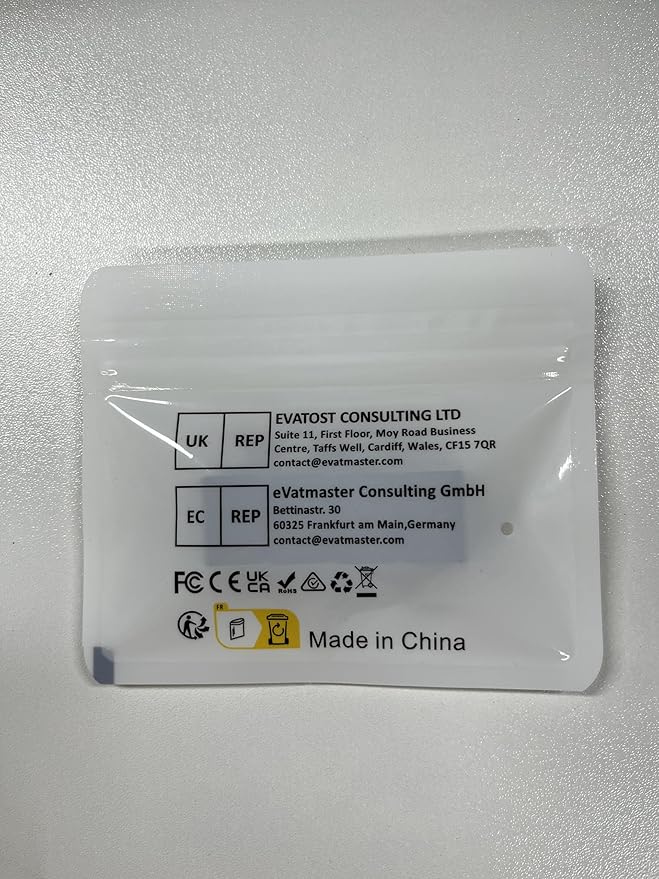 UK REP
EVATOST CONSULTING LTD
Suite 11, First Floor, Moy Road Business
Centre, Taffs Well, Cardiff, Wales, CF15 7QR
contact@evatmaster.com
EC REP
eVatmaster Consulting GmbH
Bettinastr. 30
60325 Frankfurt am Main,Germany
contact@evatmaster.com
FC CE UK CA RoHS
FR
Made in China